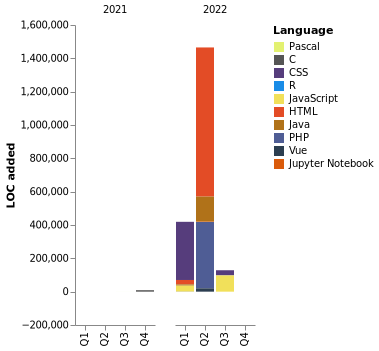 2021 2022
Language
Pascal
C
CSS
R
JavaScript
HTML
Java
PHP
Vue
Jupyter Notebook
LOC added
1,600,000
1,400,000
1,200,000
1,000,000
800,000
600,000
400,000
200,000
0
−200,000
Q1 Q2 Q3 Q4 Q1 Q2 Q3 Q4